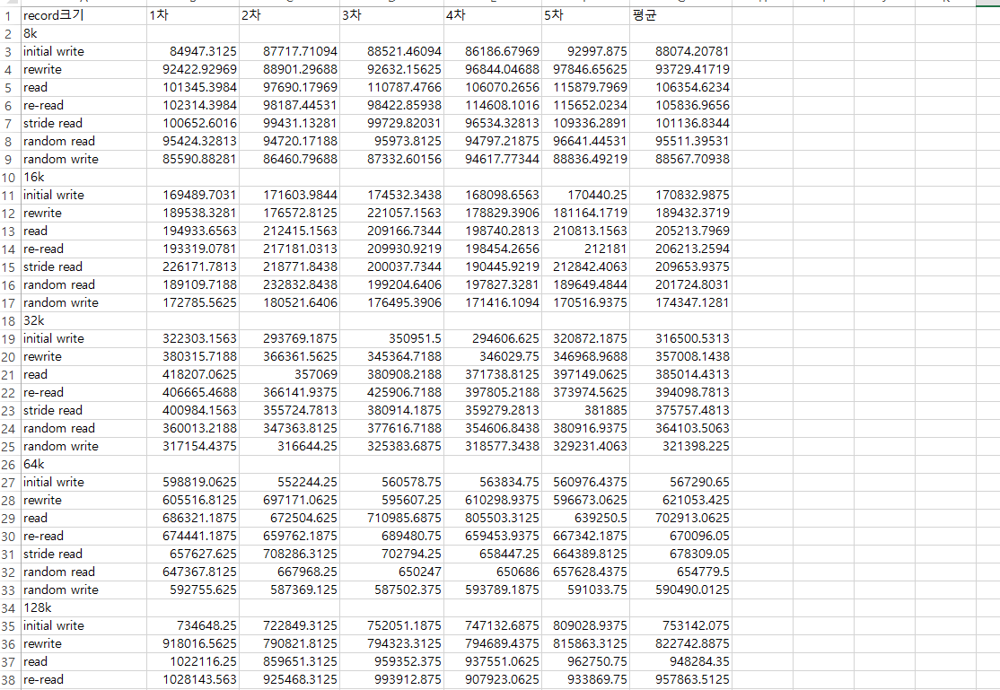 1 record크기 1차 2차 3차 4차 5차 평균
2 8k
3 initial write 84947.3125 87717.71094 88521.46094 86186.67969 92997.875 88074.20781
4 rewrite 92422.92969 88901.29688 92632.15625 96844.04688 97846.65625 93729.41719
5 read 101345.3984 97690.17969 110787.4766 106070.2656 115879.7969 106354.6234
6 re-read 102314.3984 98187.44531 98422.85938 114608.1016 115652.0234 105836.9656
7 stride read 100652.6016 99431.13281 99729.82031 96534.32813 109336.2891 101136.8344
8 random read 95424.32813 94720.17188 95973.8125 94797.21875 96641.44531 95511.39531
9 random write 85590.88281 86460.79688 87332.60156 94617.77344 88836.49219 88567.70938
10 16k
11 initial write 169489.7031 171603.9844 174532.3438 168098.6563 170440.25 170832.9875
12 rewrite 189538.3281 176572.8125 221057.1563 178829.3906 181164.1719 189432.3719
13 read 194933.6563 212415.1563 209166.7344 198740.2813 210813.1563 205213.7969
14 re-read 193319.0781 217181.0313 209930.9219 198454.2656 212181 206213.2594
15 stride read 226171.7813 218771.8438 200037.7344 190445.9219 212842.4063 209653.9375
16 random read 189109.7188 232832.8438 199204.6406 197827.3281 189649.4844 201724.8031
17 random write 172785.5625 180521.6406 176495.3906 171416.1094 170516.9375 174347.1281
18 32k
19 initial write 322303.1563 293769.1875 350951.5 294606.625 320872.1875 316500.5313
20 rewrite 380315.7188 366361.5625 345364.7188 346029.75 346968.9688 357008.1438
21 read 418207.0625 357069 380908.2188 371738.8125 397149.0625 385014.4313
22 re-read 406665.4688 366141.9375 425906.7188 397805.2188 373974.5625 394098.7813
23 stride read 400984.1563 355724.7813 380914.1875 359279.2813 381885 375757.4813
24 random read 360013.2188 347363.8125 377616.7188 354606.8438 380916.9375 364103.5063
25 random write 317154.4375 316644.25 325383.6875 318577.3438 329231.4063 321398.225
26 64k
27 initial write 598819.0625 552244.25 560578.75 563834.75 560976.4375 567290.65
28 rewrite 605516.8125 697171.0625 595607.25 610298.9375 596673.0625 621053.425
29 read 686321.1875 672504.625 710985.6875 805503.3125 639250.5 702913.0625
30 re-read 674441.1875 659762.1875 689480.75 659453.9375 667342.1875 670096.05
31 stride read 657627.625 708286.3125 702794.25 658447.25 664389.8125 678309.05
32 random read 647367.8125 667968.25 650247 650686 657628.4375 654779.5
33 random write 592755.625 587369.125 587502.375 593789.1875 591033.75 590490.0125
34 128k
35 initial write 734648.25 722849.3125 752051.1875 747132.6875 809028.9375 753142.075
36 rewrite 918016.5625 790821.8125 794323.3125 794689.4375 815863.3125 822742.8875
37 read 1022116.25 859651.3125 959352.375 937551.0625 962750.75 948284.35
38 re-read 1028143.563 925468.3125 993912.875 907923.0625 933869.75 957863.5125